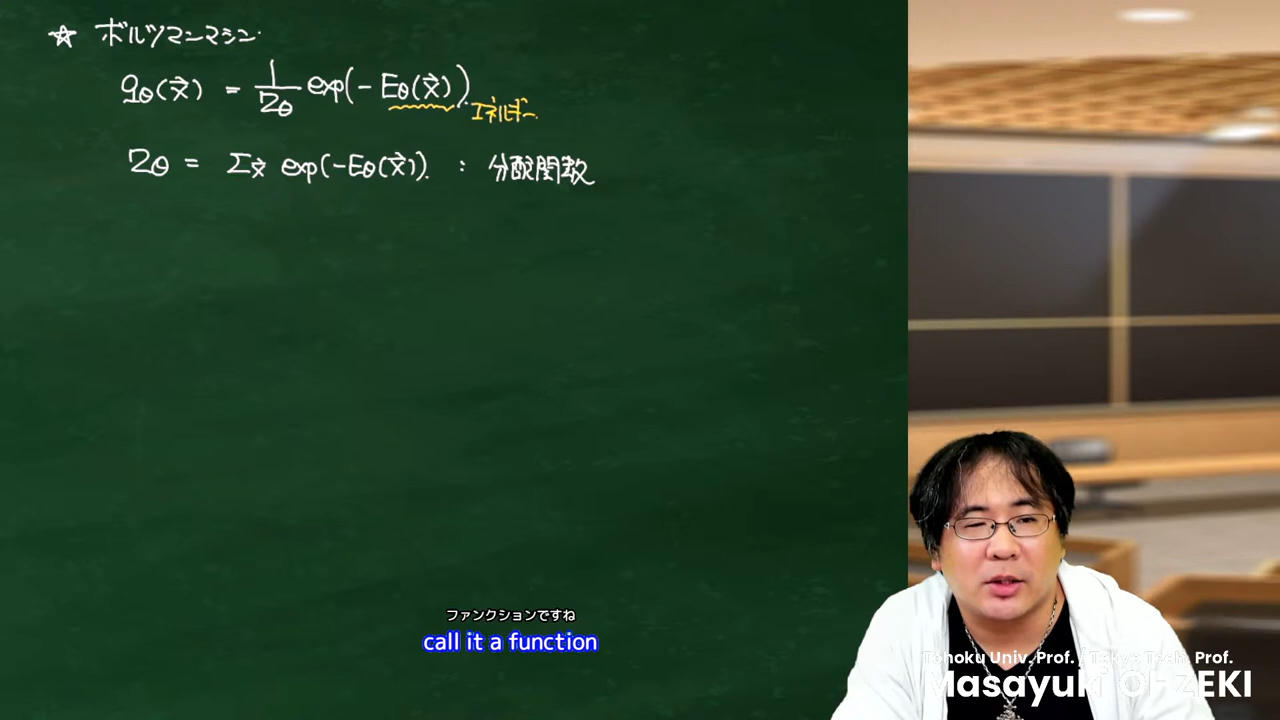 ☆ ボルツマンマシン.
qθ(x⃗) = 1/Zθ exp(− Eθ(x⃗)). エネルギー.
Zθ = Σx⃗ exp(−Eθ(x⃗)). : 分配関数
ファンクションですね
call it a function
Tohoku Univ. Prof. / Tokyo Tech. Prof.
Masayuki OHZEKI